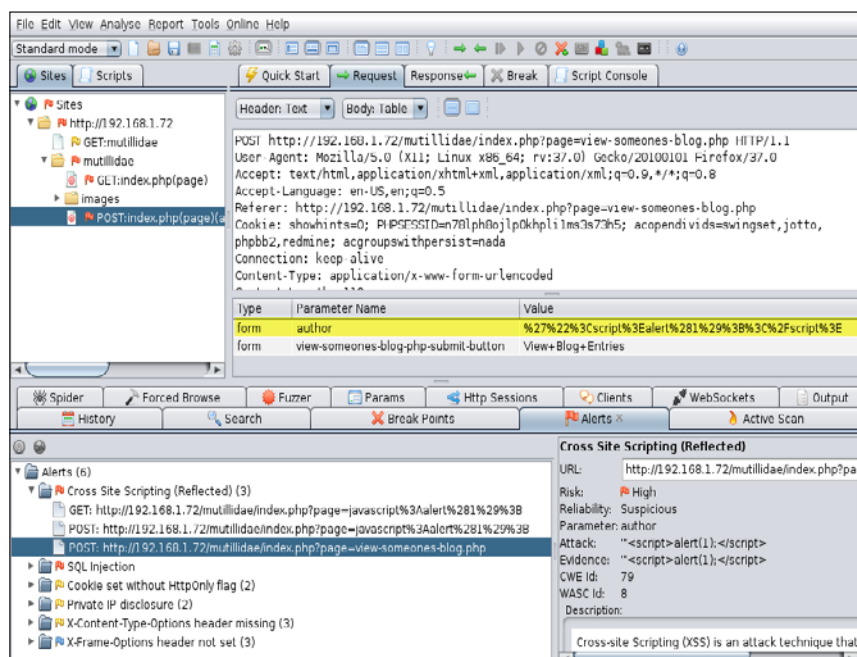 File Edit View Analyse Report Tools Online Help
Standard mode
Sites Scripts
Quick Start Request Response Break Script Console
Sites
http://192.168.1.72
GET:mutillidae
mutillidae
GET:index.php(page)
images
POST:index.php(page)(a
Header: Text Body: Table
POST http://192.168.1.72/mutillidae/index.php?page=view-someones-blog.php HTTP/1.1
User-Agent: Mozilla/5.0 (X11; Linux x86_64; rv:37.0) Gecko/20100101 Firefox/37.0
Accept: text/html,application/xhtml+xml,application/xml;q=0.9,*/*;q=0.8
Accept-Language: en-US,en;q=0.5
Referer: http://192.168.1.72/mutillidae/index.php?page=view-someones-blog.php
Cookie: showhints=0; acopendivids=swingset,jotto,
phpbb2,redmine; acgroupswithpersist=nada
Connection: keep-alive
Content-Type: application/x-www-form-urlencoded
Type Parameter Name Value
form author %27%22%3Cscript%3Ealert%281%29%3B%3C%2Fscript%3E
form view-someones-blog-php-submit-button View+Blog+Entries
Spider Forced Browse Fuzzer Params Http Sessions Clients WebSockets Output
History Search Break Points Alerts Active Scan
Alerts (6)
Cross Site Scripting (Reflected) (3)
GET: http://192.168.1.72/mutillidae/index.php?page=javascript%3Aalert%281%29%3B
POST: http://192.168.1.72/mutillidae/index.php?page=javascript%3Aalert%281%29%3B
POST: http://192.168.1.72/mutillidae/index.php?page=view-someones-blog.php
SQL Injection
Cookie set without HttpOnly flag (2)
Private IP disclosure (2)
X-Content-Type-Options header missing (3)
X-Frame-Options header not set (3)
Cross Site Scripting (Reflected)
URL: http://192.168.1.72/mutillidae/index.php?pa
Risk: High
Reliability: Suspicious
Parameter: author
Attack: '"<script>alert(1);</script>
Evidence: '"<script>alert(1);</script>
CWE Id: 79
WASC Id: 8
Description:
Cross-site Scripting (XSS) is an attack technique that